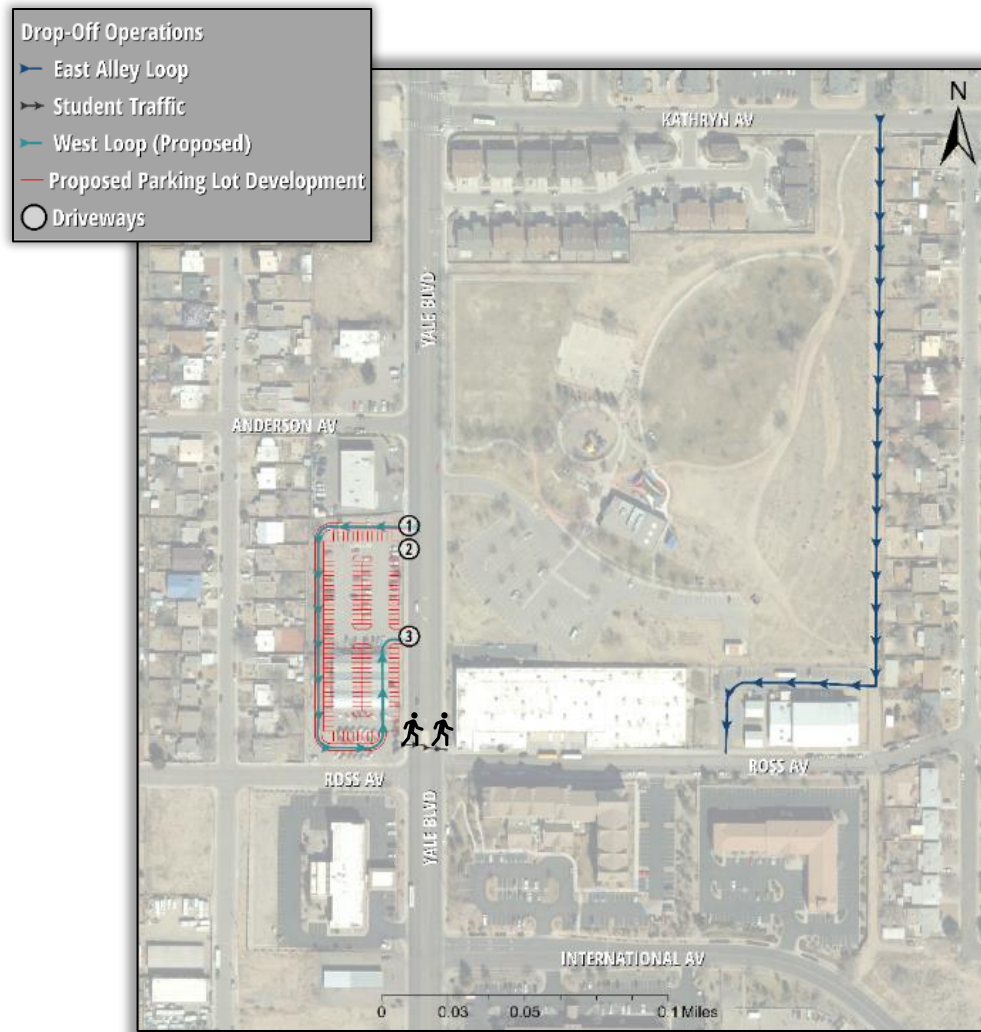 Drop-Off Operations
East Alley Loop
Student Traffic
West Loop (Proposed)
Proposed Parking Lot Development
Driveways
N
KATHRYN AV
YALE BLVD
ANDERSON AV
1
2
3
ROSS AV
ROSS AV
YALE BLVD
INTERNATIONAL AV
0 0.03 0.05 0.1 Miles